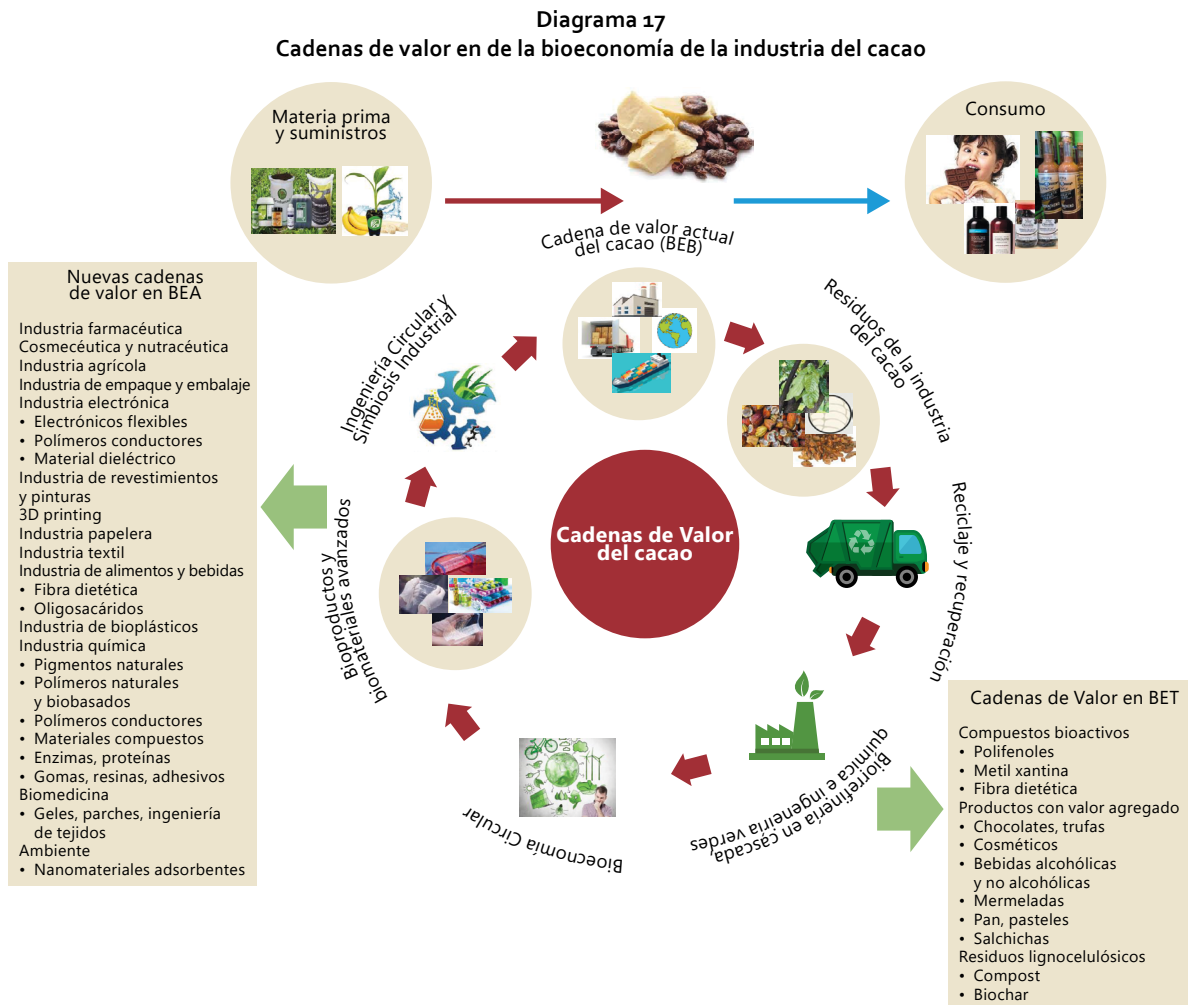 Diagrama 17
Cadenas de valor en de la bioeconomía de la industria del cacao
Materia prima
y suministros
Consumo
Cadena de valor actual
del cacao (BEB)
Residuos de la industria
del cacao
Reciclaje y recuperación
Biorrefinería en cascada
química e ingeneiría verdes
Bioecnomía Circular
Bioproductos y
biomateriales avanzados
Ingeniería Circular y
Simbiosis Industrial
Cadenas de Valor
del cacao
Nuevas cadenas
de valor en BEA
Industria farmacéutica
Cosmecéutica y nutracéutica
Industria agrícola
Industria de empaque y embalaje
Industria electrónica
• Electrónicos flexibles
• Polímeros conductores
• Material dieléctrico
Industria de revestimientos
y pinturas
3D printing
Industria papelera
Industria textil
Industria de alimentos y bebidas
• Fibra dietética
• Oligosacáridos
Industria de bioplásticos
Industria química
• Pigmentos naturales
• Polímeros naturales
y biobasados
• Polímeros conductores
• Materiales compuestos
• Enzimas, proteínas
• Gomas, resinas, adhesivos
Biomedicina
• Geles, parches, ingeniería
de tejidos
Ambiente
• Nanomateriales adsorbentes
Cadenas de Valor en BET
Compuestos bioactivos
• Polifenoles
• Metil xantina
• Fibra dietética
Productos con valor agregado
• Chocolates, trufas
• Cosméticos
• Bebidas alcohólicas
y no alcohólicas
• Mermeladas
• Pan, pasteles
• Salchichas
Residuos lignocelulósicos
• Compost
• Biochar